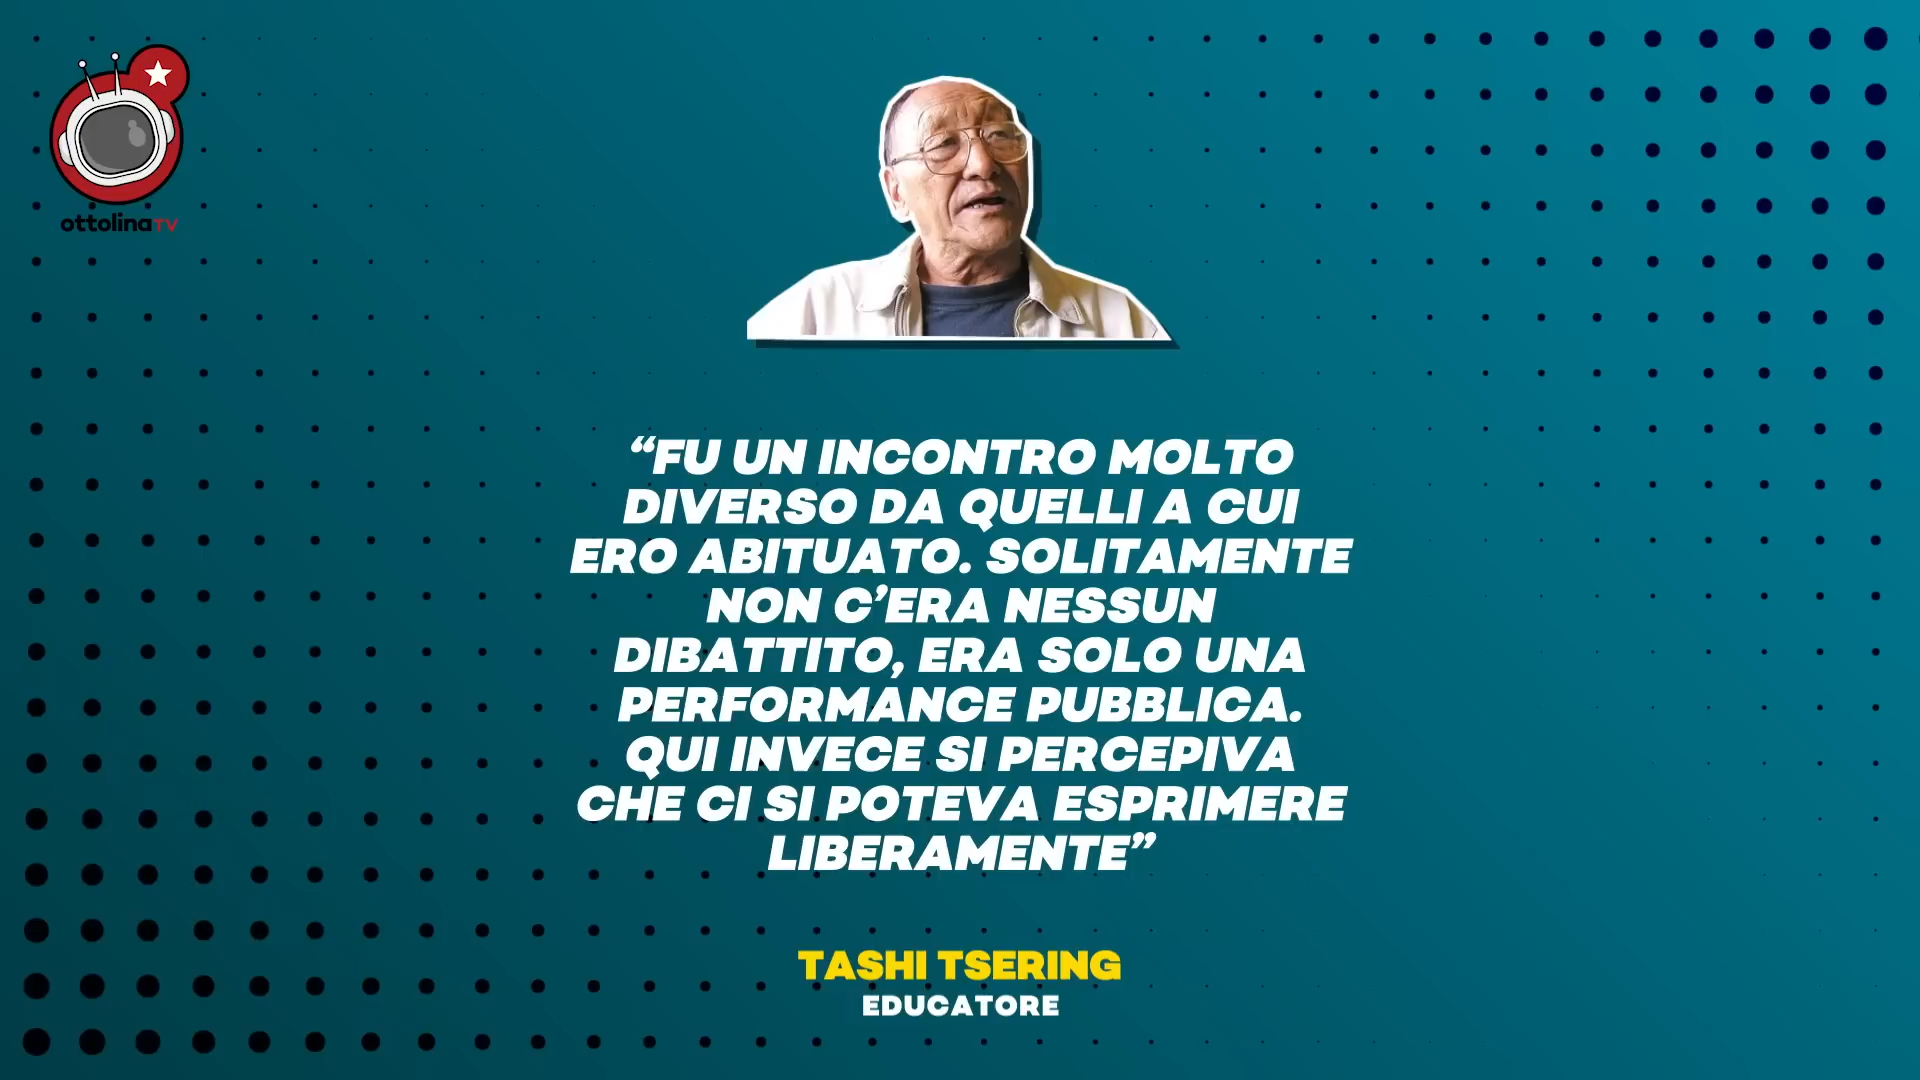 ottolinaTV
“FU UN INCONTRO MOLTO
DIVERSO DA QUELLI A CUI
ERO ABITUATO. SOLITAMENTE
NON C’ERA NESSUN
DIBATTITO, ERA SOLO UNA
PERFORMANCE PUBBLICA.
QUI INVECE SI PERCEPIVA
CHE CI SI POTEVA ESPRIMERE
LIBERAMENTE”
TASHI TSERING
EDUCATORE